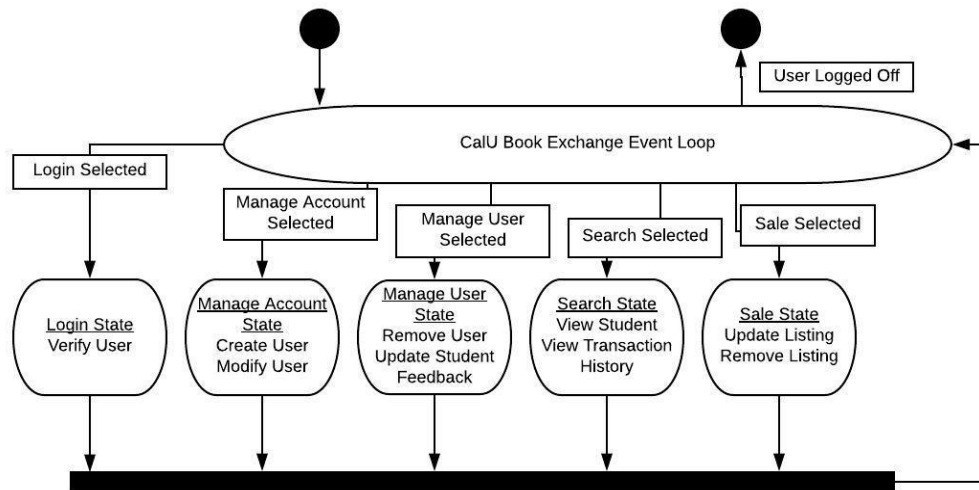 User Logged Off
CalU Book Exchange Event Loop
Login Selected
Manage Account
Selected
Manage User
Selected
Search Selected
Sale Selected
Login State
Verify User
Manage Account
State
Create User
Modify User
Manage User
State
Remove User
Update Student
Feedback
Search State
View Student
View Transaction
History
Sale State
Update Listing
Remove Listing